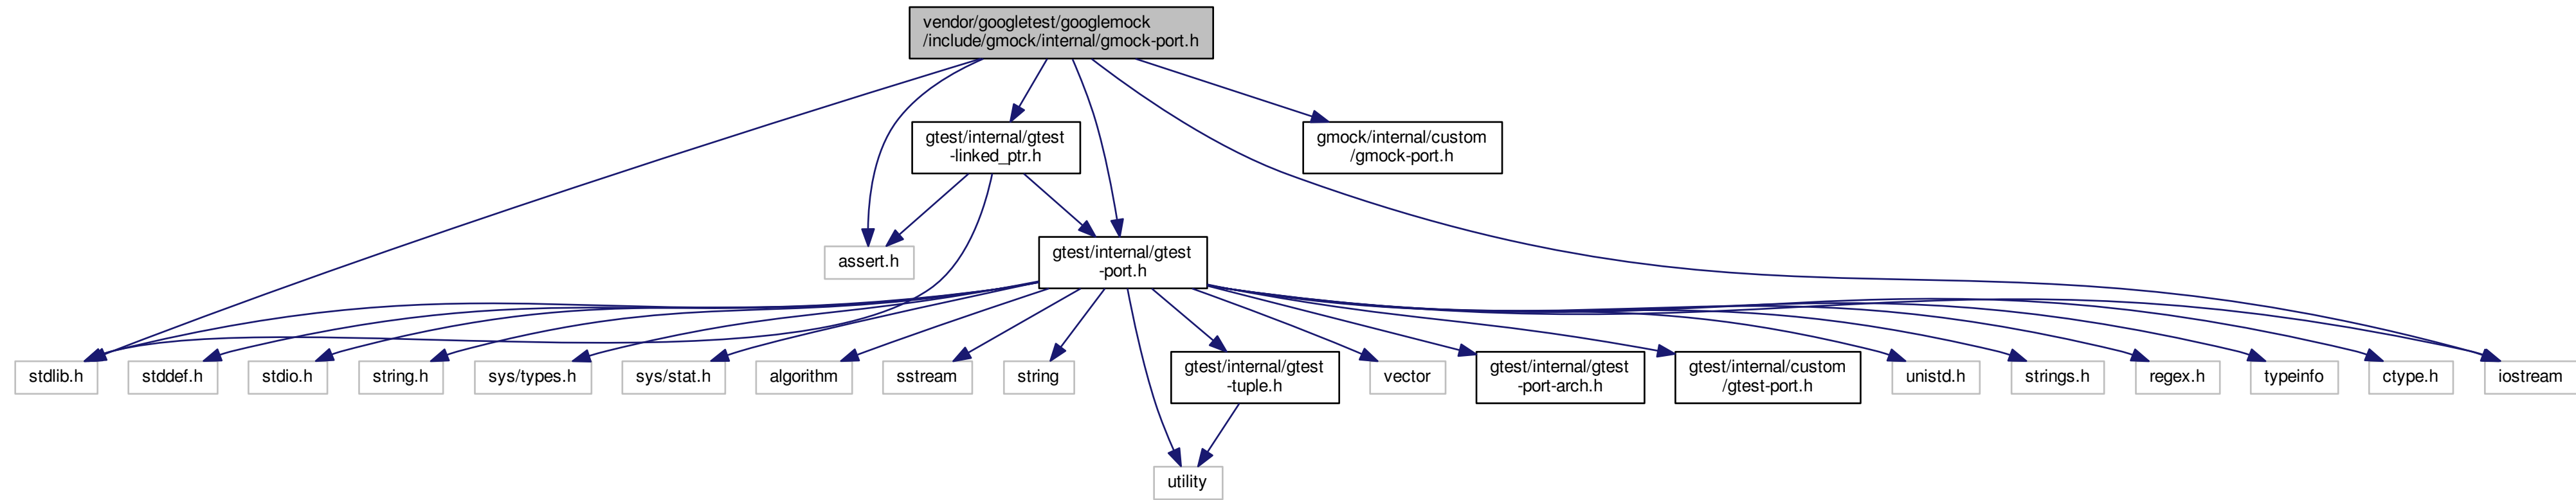 vendor/googletest/googlemock
/include/gmock/internal/gmock-port.h
gtest/internal/gtest
-linked_ptr.h
gmock/internal/custom
/gmock-port.h
assert.h
gtest/internal/gtest
-port.h
stdlib.h
stddef.h
stdio.h
string.h
sys/types.h
sys/stat.h
algorithm
sstream
string
gtest/internal/gtest
-tuple.h
vector
gtest/internal/gtest
-port-arch.h
gtest/internal/custom
/gtest-port.h
unistd.h
strings.h
regex.h
typeinfo
ctype.h
iostream
utility